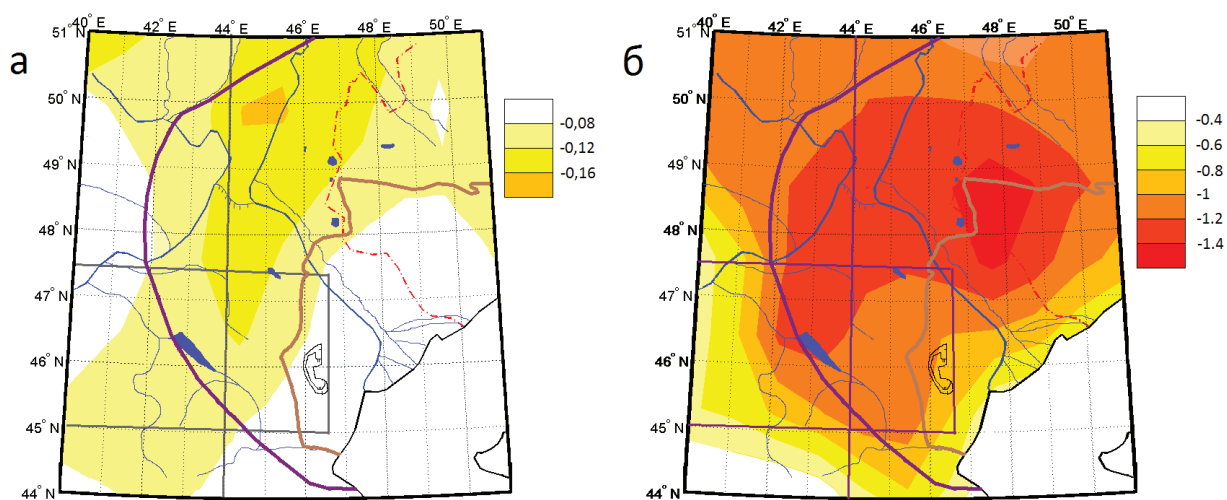 а
40° E
42° E
44° E
46° E
48° E
50° E
51° N
50° N
49° N
48° N
47° N
46° N
45° N
44° N
-0,08
-0,12
-0,16
б
40° E
42° E
44° E
46° E
48° E
50° E
51° N
50° N
49° N
48° N
47° N
46° N
45° N
44° N
-0.4
-0.6
-0.8
-1
-1.2
-1.4